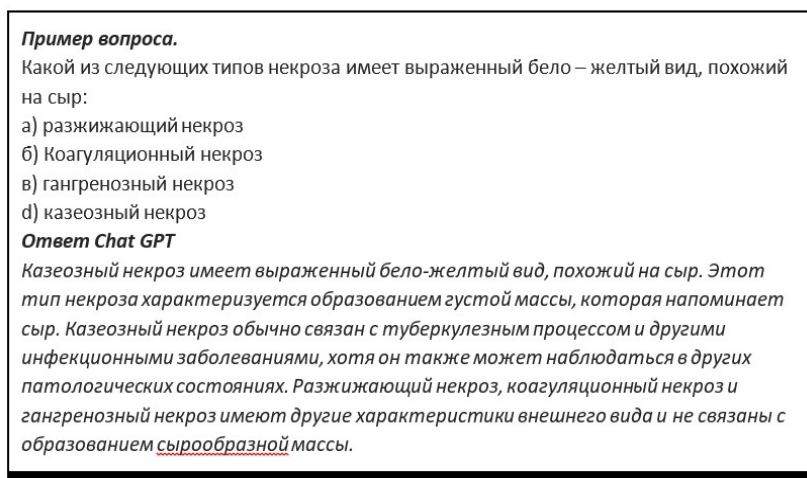 Пример вопроса.
Какой из следующих типов некроза имеет выраженный бело – желтый вид, похожий
на сыр:
а) разжижающий некроз
б) Коагуляционный некроз
в) гангренозный некроз
d) казеозный некроз
Ответ Chat GPT
Казеозный некроз имеет выраженный бело-желтый вид, похожий на сыр. Этот
тип некроза характеризуется образованием густой массы, которая напоминает
сыр. Казеозный некроз обычно связан с туберкулезным процессом и другими
инфекционными заболеваниями, хотя он также может наблюдаться в других
патологических состояниях. Разжижающий некроз, коагуляционный некроз и
гангренозный некроз имеют другие характеристики внешнего вида и не связаны с
образованием сырообразной массы.